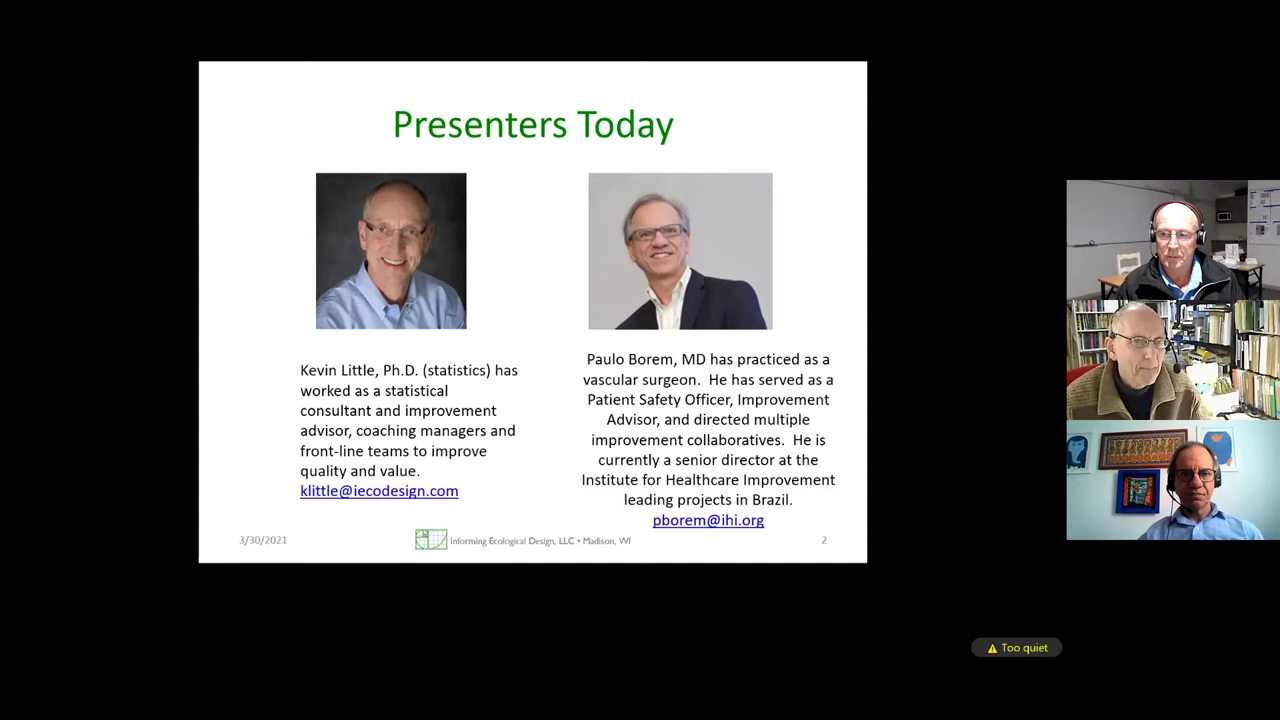 Presenters Today
Kevin Little, Ph.D. (statistics) has
worked as a statistical
consultant and improvement
advisor, coaching managers and
front-line teams to improve
quality and value.
klittle@iecodesign.com
Paulo Borem, MD has practiced as a
vascular surgeon.  He has served as a
Patient Safety Officer, Improvement
Advisor, and directed multiple
improvement collaboratives.  He is
currently a senior director at the
Institute for Healthcare Improvement
leading projects in Brazil.
pborem@ihi.org
3/30/2021
Informing Ecological Design, LLC • Madison, WI
2
Too quiet